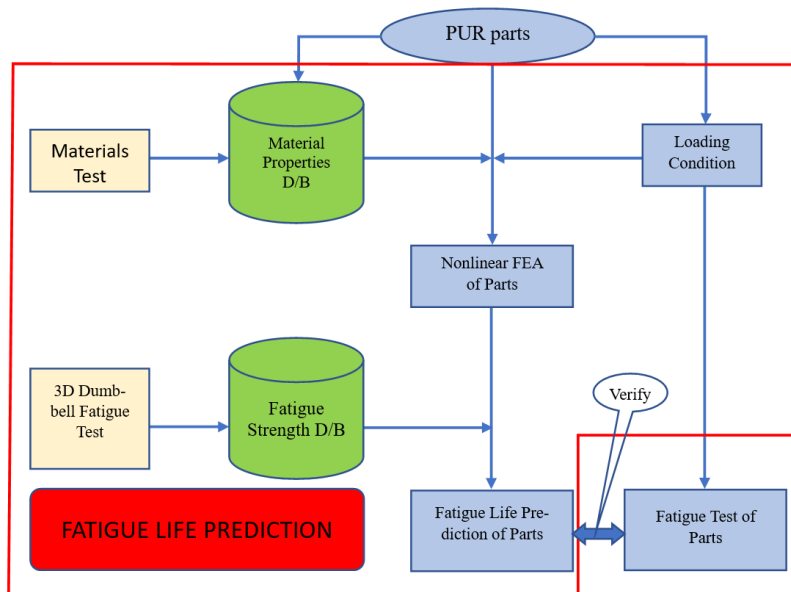 PUR parts
Materials
Test
Material
Properties
D/B
Loading
Condition
Nonlinear FEA
of Parts
3D Dumb-
bell Fatigue
Test
Fatigue
Strength D/B
Verify
FATIGUE LIFE PREDICTION
Fatigue Life Pre-
diction of Parts
Fatigue Test of
Parts